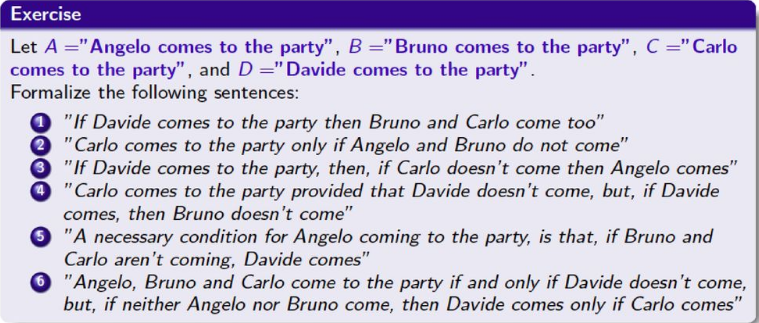 Exercise
Let A ="Angelo comes to the party", B ="Bruno comes to the party", C ="Carlo
comes to the party", and D ="Davide comes to the party".
Formalize the following sentences:
1 "If Davide comes to the party then Bruno and Carlo come too"
2 "Carlo comes to the party only if Angelo and Bruno do not come"
3 "If Davide comes to the party, then, if Carlo doesn't come then Angelo comes"
4 "Carlo comes to the party provided that Davide doesn't come, but, if Davide
comes, then Bruno doesn't come"
5 "A necessary condition for Angelo coming to the party, is that, if Bruno and
Carlo aren't coming, Davide comes"
6 "Angelo, Bruno and Carlo come to the party if and only if Davide doesn't come,
but, if neither Angelo nor Bruno come, then Davide comes only if Carlo comes"